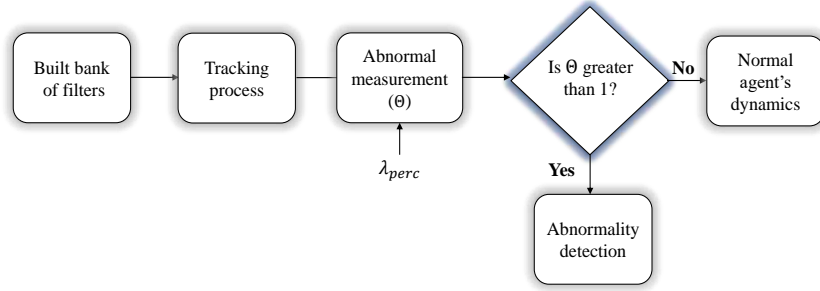 Built bank
of filters
Tracking
process
Abnormal
measurement
(Θ)
λperc
Is Θ greater
than 1?
No
Normal
agent's
dynamics
Yes
Abnormality
detection